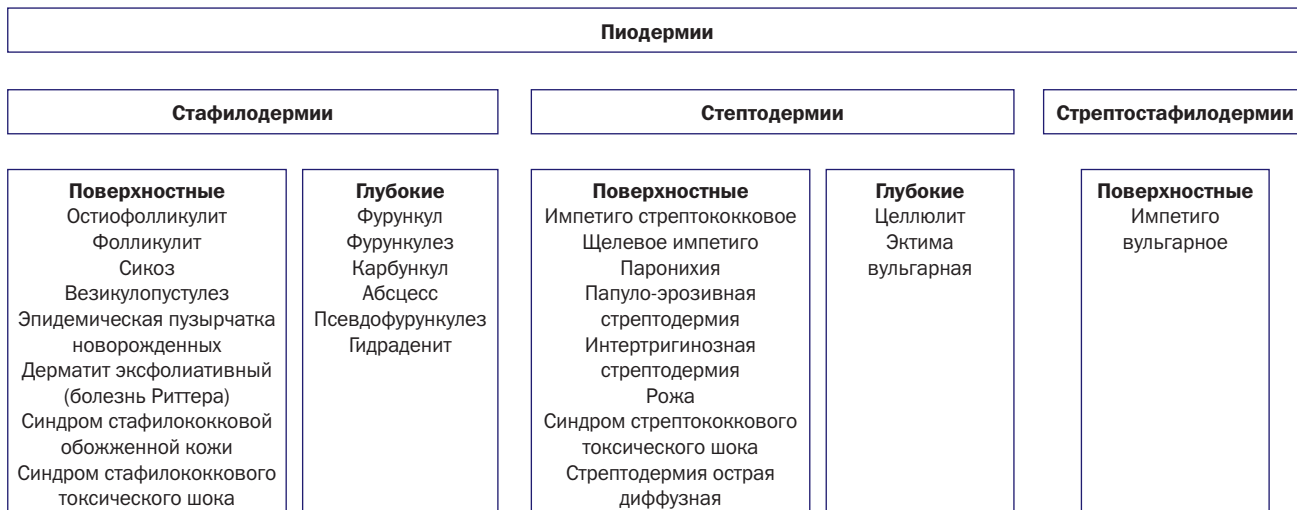 Пиодермии
Стафилодермии
Стептодермии
Стрептостафилодермии
Поверхностные
Остиофолликулит
Фолликулит
Сикоз
Везикулопустулез
Эпидемическая пузырчатка
новорожденных
Дерматит эксфолиативный
(болезнь Риттера)
Синдром стафилококковой
обожженной кожи
Синдром стафилококкового
токсического шока
Глубокие
Фурункул
Фурункулез
Карбункул
Абсцесс
Псевдофурункулез
Гидраденит
Поверхностные
Импетиго стрептококковое
Щелевое импетиго
Паронихия
Папуло-эрозивная
стрептодермия
Интертригинозная
стрептодермия
Рожа
Синдром стрептококкового
токсического шока
Стрептодермия острая
диффузная
Глубокие
Целлюлит
Эктима
вульгарная
Поверхностные
Импетиго
вульгарное